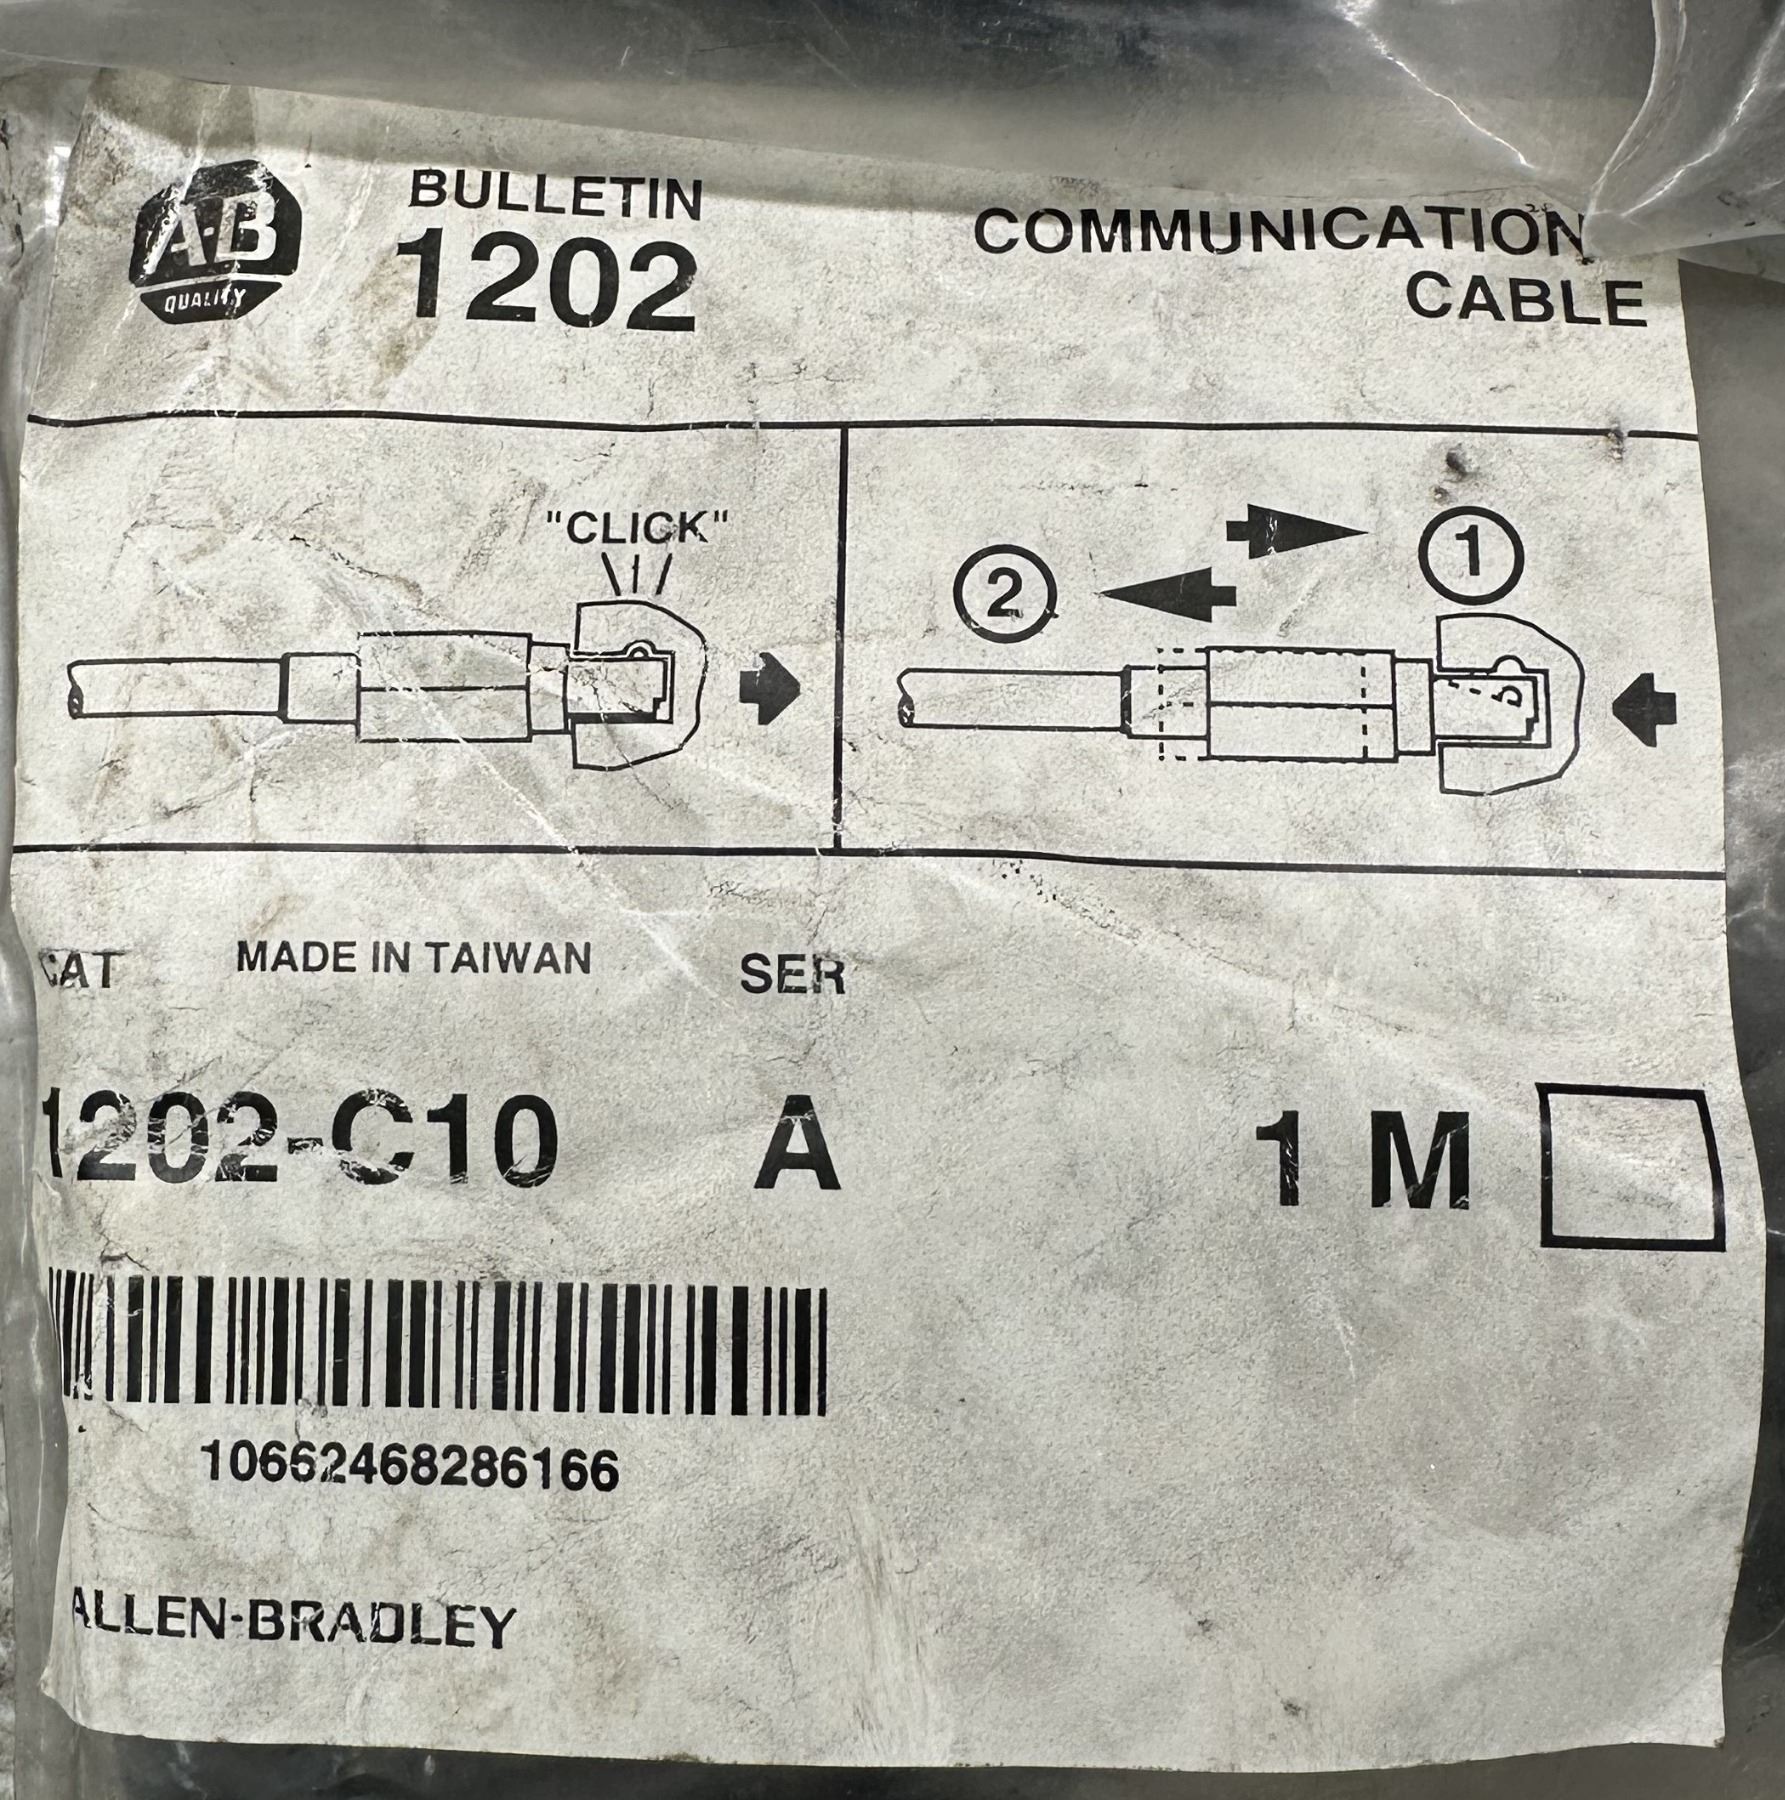 A-B
QUALITY
BULLETIN
1202
COMMUNICATION
CABLE
"CLICK"
2
1
CAT
MADE IN TAIWAN
SER
1202-C10
A
1 M
10662468286166
ALLEN-BRADLEY